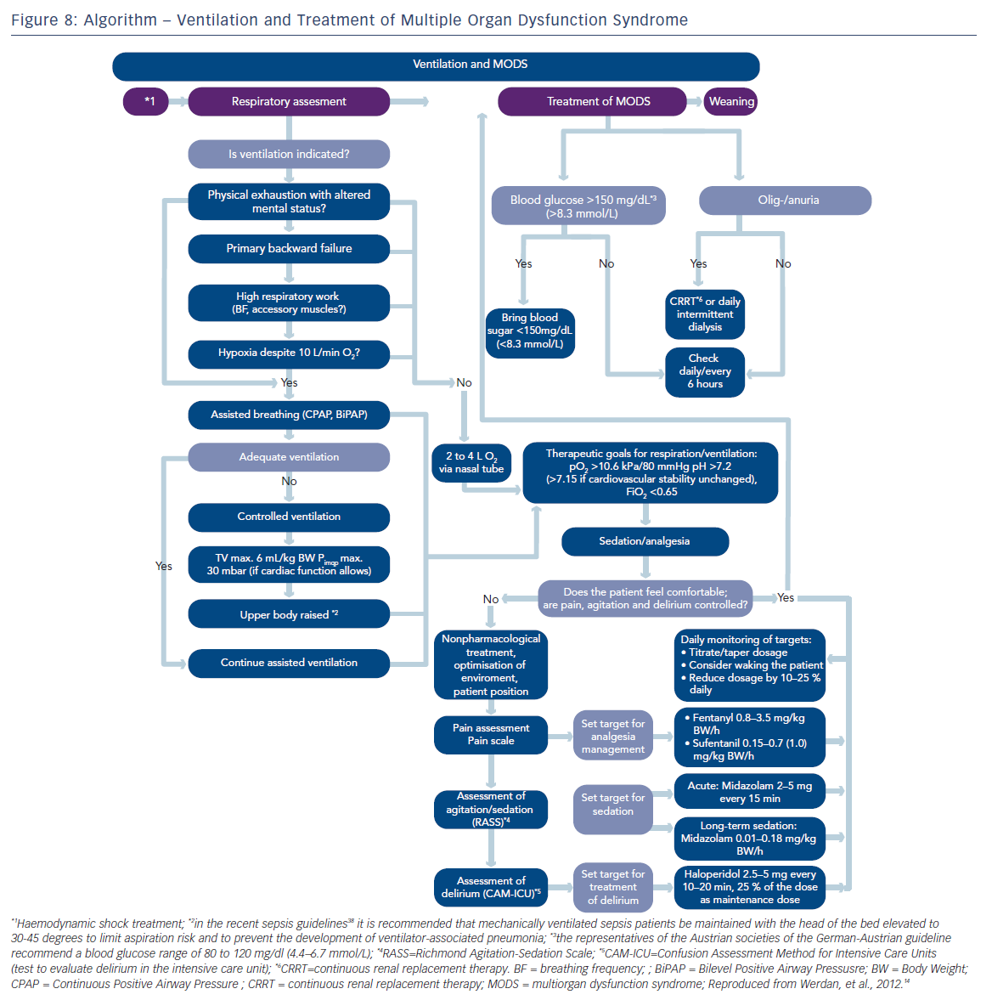 Figure 8: Algorithm – Ventilation and Treatment of Multiple Organ Dysfunction Syndrome
Ventilation and MODS
*1
Respiratory assesment
Treatment of MODS
Weaning
Is ventilation indicated?
Physical exhaustion with altered
mental status?
Primary backward failure
High respiratory work
(BF, accessory muscles?)
Hypoxia despite 10 L/min O2?
Yes
No
Assisted breathing (CPAP, BiPAP)
Adequate ventilation
No
Controlled ventilation
TV max. 6 mL/kg BW Pimqp max.
30 mbar (if cardiac function allows)
Yes
Upper body raised *2
Continue assisted ventilation
Blood glucose >150 mg/dL*3
(>8.3 mmol/L)
Yes
No
Bring blood
sugar <150mg/dL
(<8.3 mmol/L)
Olig-/anuria
Yes
No
CRRT*6 or daily
intermittent
dialysis
Check
daily/every
6 hours
2 to 4 L O2
via nasal tube
Therapeutic goals for respiration/ventilation:
pO2 >10.6 kPa/80 mmHg pH >7.2
(>7.15 if cardiovascular stability unchanged),
FiO2 <0.65
Sedation/analgesia
Does the patient feel comfortable;
are pain, agitation and delirium controlled?
No
Yes
Nonpharmacological
treatment,
optimisation of
enviroment,
patient position
Daily monitoring of targets:
• Titrate/taper dosage
• Consider waking the patient
• Reduce dosage by 10–25 %
daily
Pain assessment
Pain scale
Set target for
analgesia
management
• Fentanyl 0.8–3.5 mg/kg
BW/h
• Sufentanil 0.15–0.7 (1.0)
mg/kg BW/h
Assessment of
agitation/sedation
(RASS)*4
Set target for
sedation
Acute: Midazolam 2–5 mg
every 15 min
Long-term sedation:
Midazolam 0.01–0.18 mg/kg
BW/h
Assessment of
delirium (CAM-ICU)*5
Set target for
treatment
of delirium
Haloperidol 2.5–5 mg every
10–20 min, 25 % of the dose
as maintenance dose
*1Haemodynamic shock treatment; *2in the recent sepsis guidelines38 it is recommended that mechanically ventilated sepsis patients be maintained with the head of the bed elevated to
30-45 degrees to limit aspiration risk and to prevent the development of ventilator-associated pneumonia; *3the representatives of the Austrian societies of the German-Austrian guideline
recommend a blood glucose range of 80 to 120 mg/dl (4.4–6.7 mmol/L); *4RASS=Richmond Agitation-Sedation Scale; *5CAM-ICU=Confusion Assessment Method for Intensive Care Units
(test to evaluate delirium in the intensive care unit); *6CRRT=continuous renal replacement therapy. BF = breathing frequency; ; BiPAP = Bilevel Positive Airway Pressusre; BW = Body Weight;
CPAP = Continuous Positive Airway Pressure ; CRRT = continuous renal replacement therapy; MODS = multiorgan dysfunction syndrome; Reproduced from Werdan, et al., 2012.14